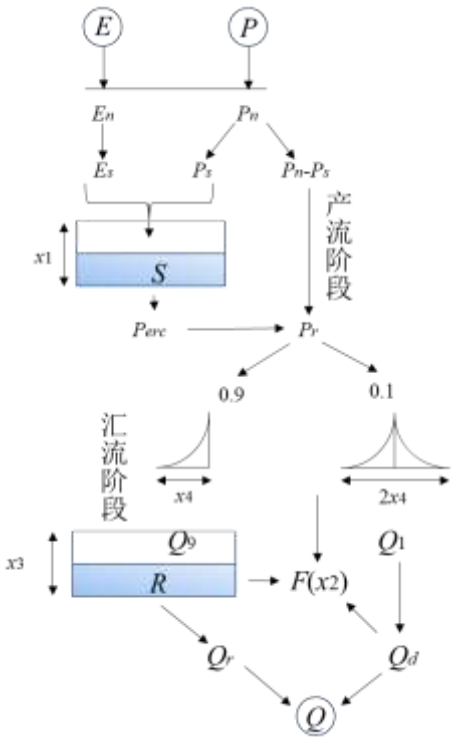 E P
En Pn
Es Ps Pn-Ps
产流阶段
x1
S
Perc Pr
0.9 0.1
汇流阶段
x4 2x4
x3
Q9 Q1
R F(x2)
Qr Qd
Q